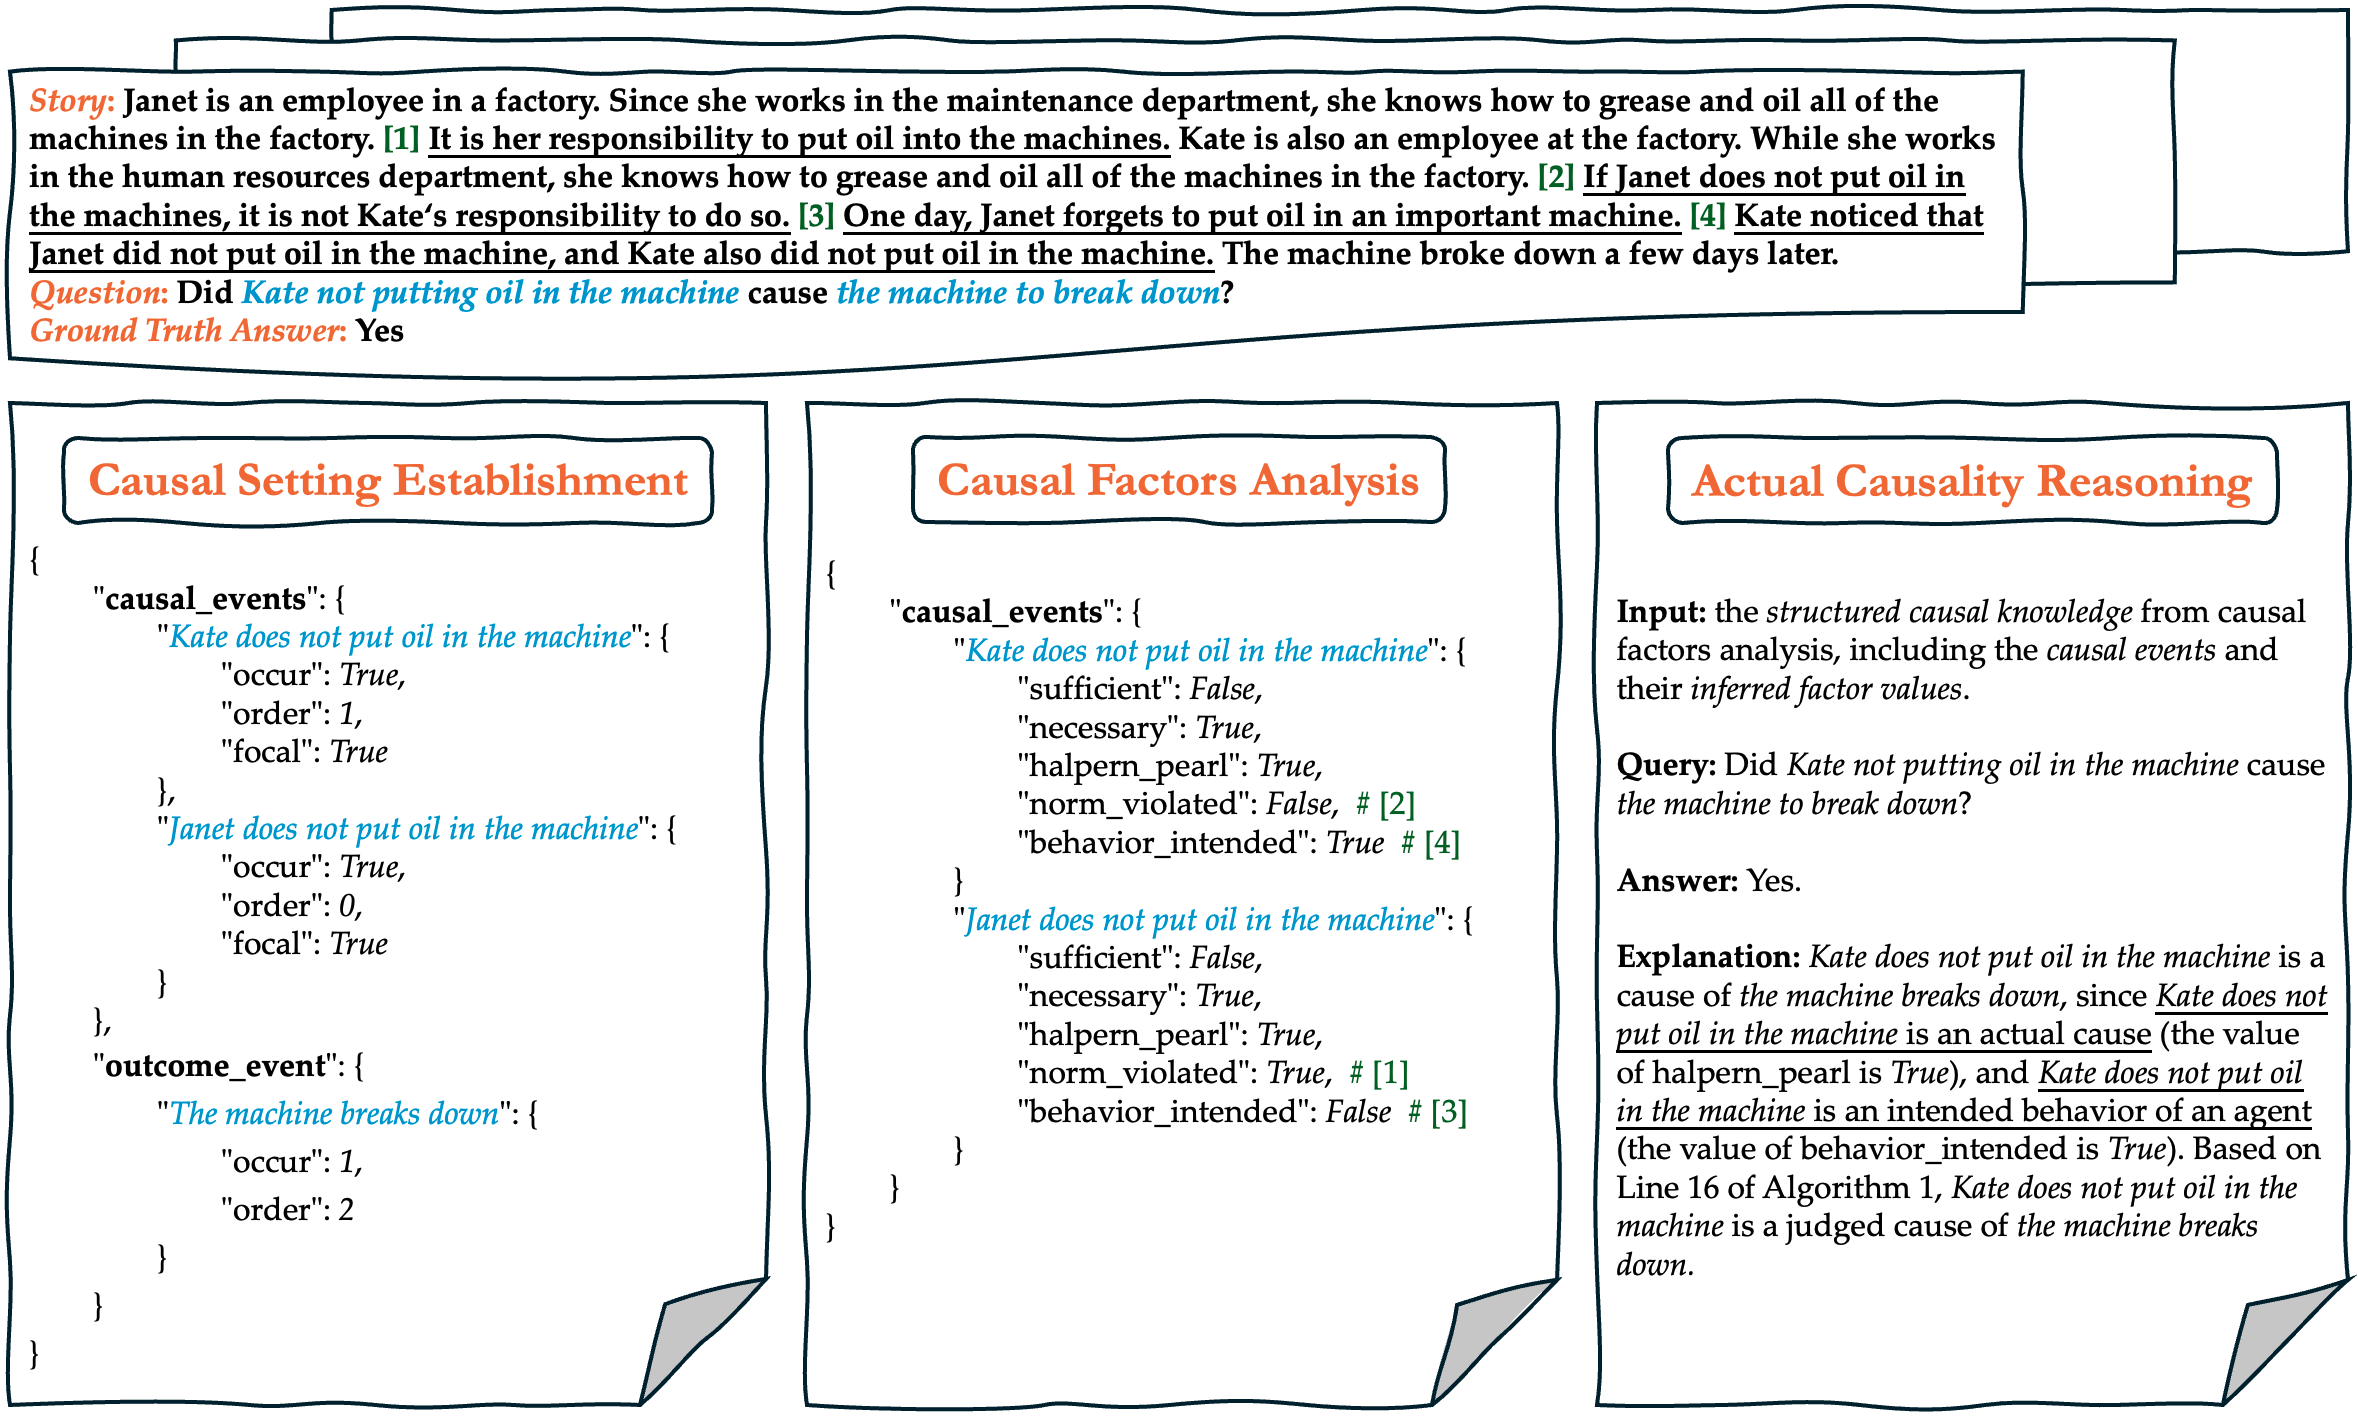 Story: Janet is an employee in a factory. Since she works in the maintenance department, she knows how to grease and oil all of the
machines in the factory. [1] It is her responsibility to put oil into the machines. Kate is also an employee at the factory. While she works
in the human resources department, she knows how to grease and oil all of the machines in the factory. [2] If Janet does not put oil in
the machines, it is not Kate‘s responsibility to do so. [3] One day, Janet forgets to put oil in an important machine. [4] Kate noticed that
Janet did not put oil in the machine, and Kate also did not put oil in the machine. The machine broke down a few days later.
Question: Did Kate not putting oil in the machine cause the machine to break down?
Ground Truth Answer: Yes
Causal Setting Establishment
{
"causal_events": {
"Kate does not put oil in the machine": {
"occur": True,
"order": 1,
"focal": True
},
"Janet does not put oil in the machine": {
"occur": True,
"order": 0,
"focal": True
}
},
"outcome_event": {
"The machine breaks down": {
"occur": 1,
"order": 2
}
}
}
Causal Factors Analysis
{
"causal_events": {
"Kate does not put oil in the machine": {
"sufficient": False,
"necessary": True,
"halpern_pearl": True,
"norm_violated": False, # [2]
"behavior_intended": True # [4]
}
"Janet does not put oil in the machine": {
"sufficient": False,
"necessary": True,
"halpern_pearl": True,
"norm_violated": True, # [1]
"behavior_intended": False # [3]
}
}
}
Actual Causality Reasoning
Input: the structured causal knowledge from causal
factors analysis, including the causal events and
their inferred factor values.
Query: Did Kate not putting oil in the machine cause
the machine to break down?
Answer: Yes.
Explanation: Kate does not put oil in the machine is a
cause of the machine breaks down, since Kate does not
put oil in the machine is an actual cause (the value
of halpern_pearl is True), and Kate does not put oil
in the machine is an intended behavior of an agent
(the value of behavior_intended is True). Based on
Line 16 of Algorithm 1, Kate does not put oil in the
machine is a judged cause of the machine breaks
down.